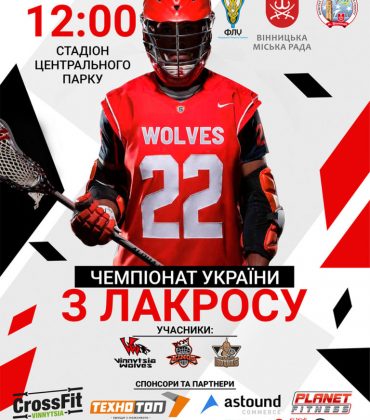 12:00
СТАДІОН
ЦЕНТРАЛЬНОГО
ПАРКУ
ФЛУ
ВІННИЦЬКА
МІСЬКА РАДА
WOLVES
22
22
ЧЕМПІОНАТ УКРАЇНИ
З ЛАКРОСУ
УЧАСНИКИ:
Vinnytsia
Wolves
СПОНСОРИ ТА ПАРТНЕРИ
CrossFit
VINNYTSIA
ТЕХНОТОП
astound
COMMERCE
PLANET
FITNESS